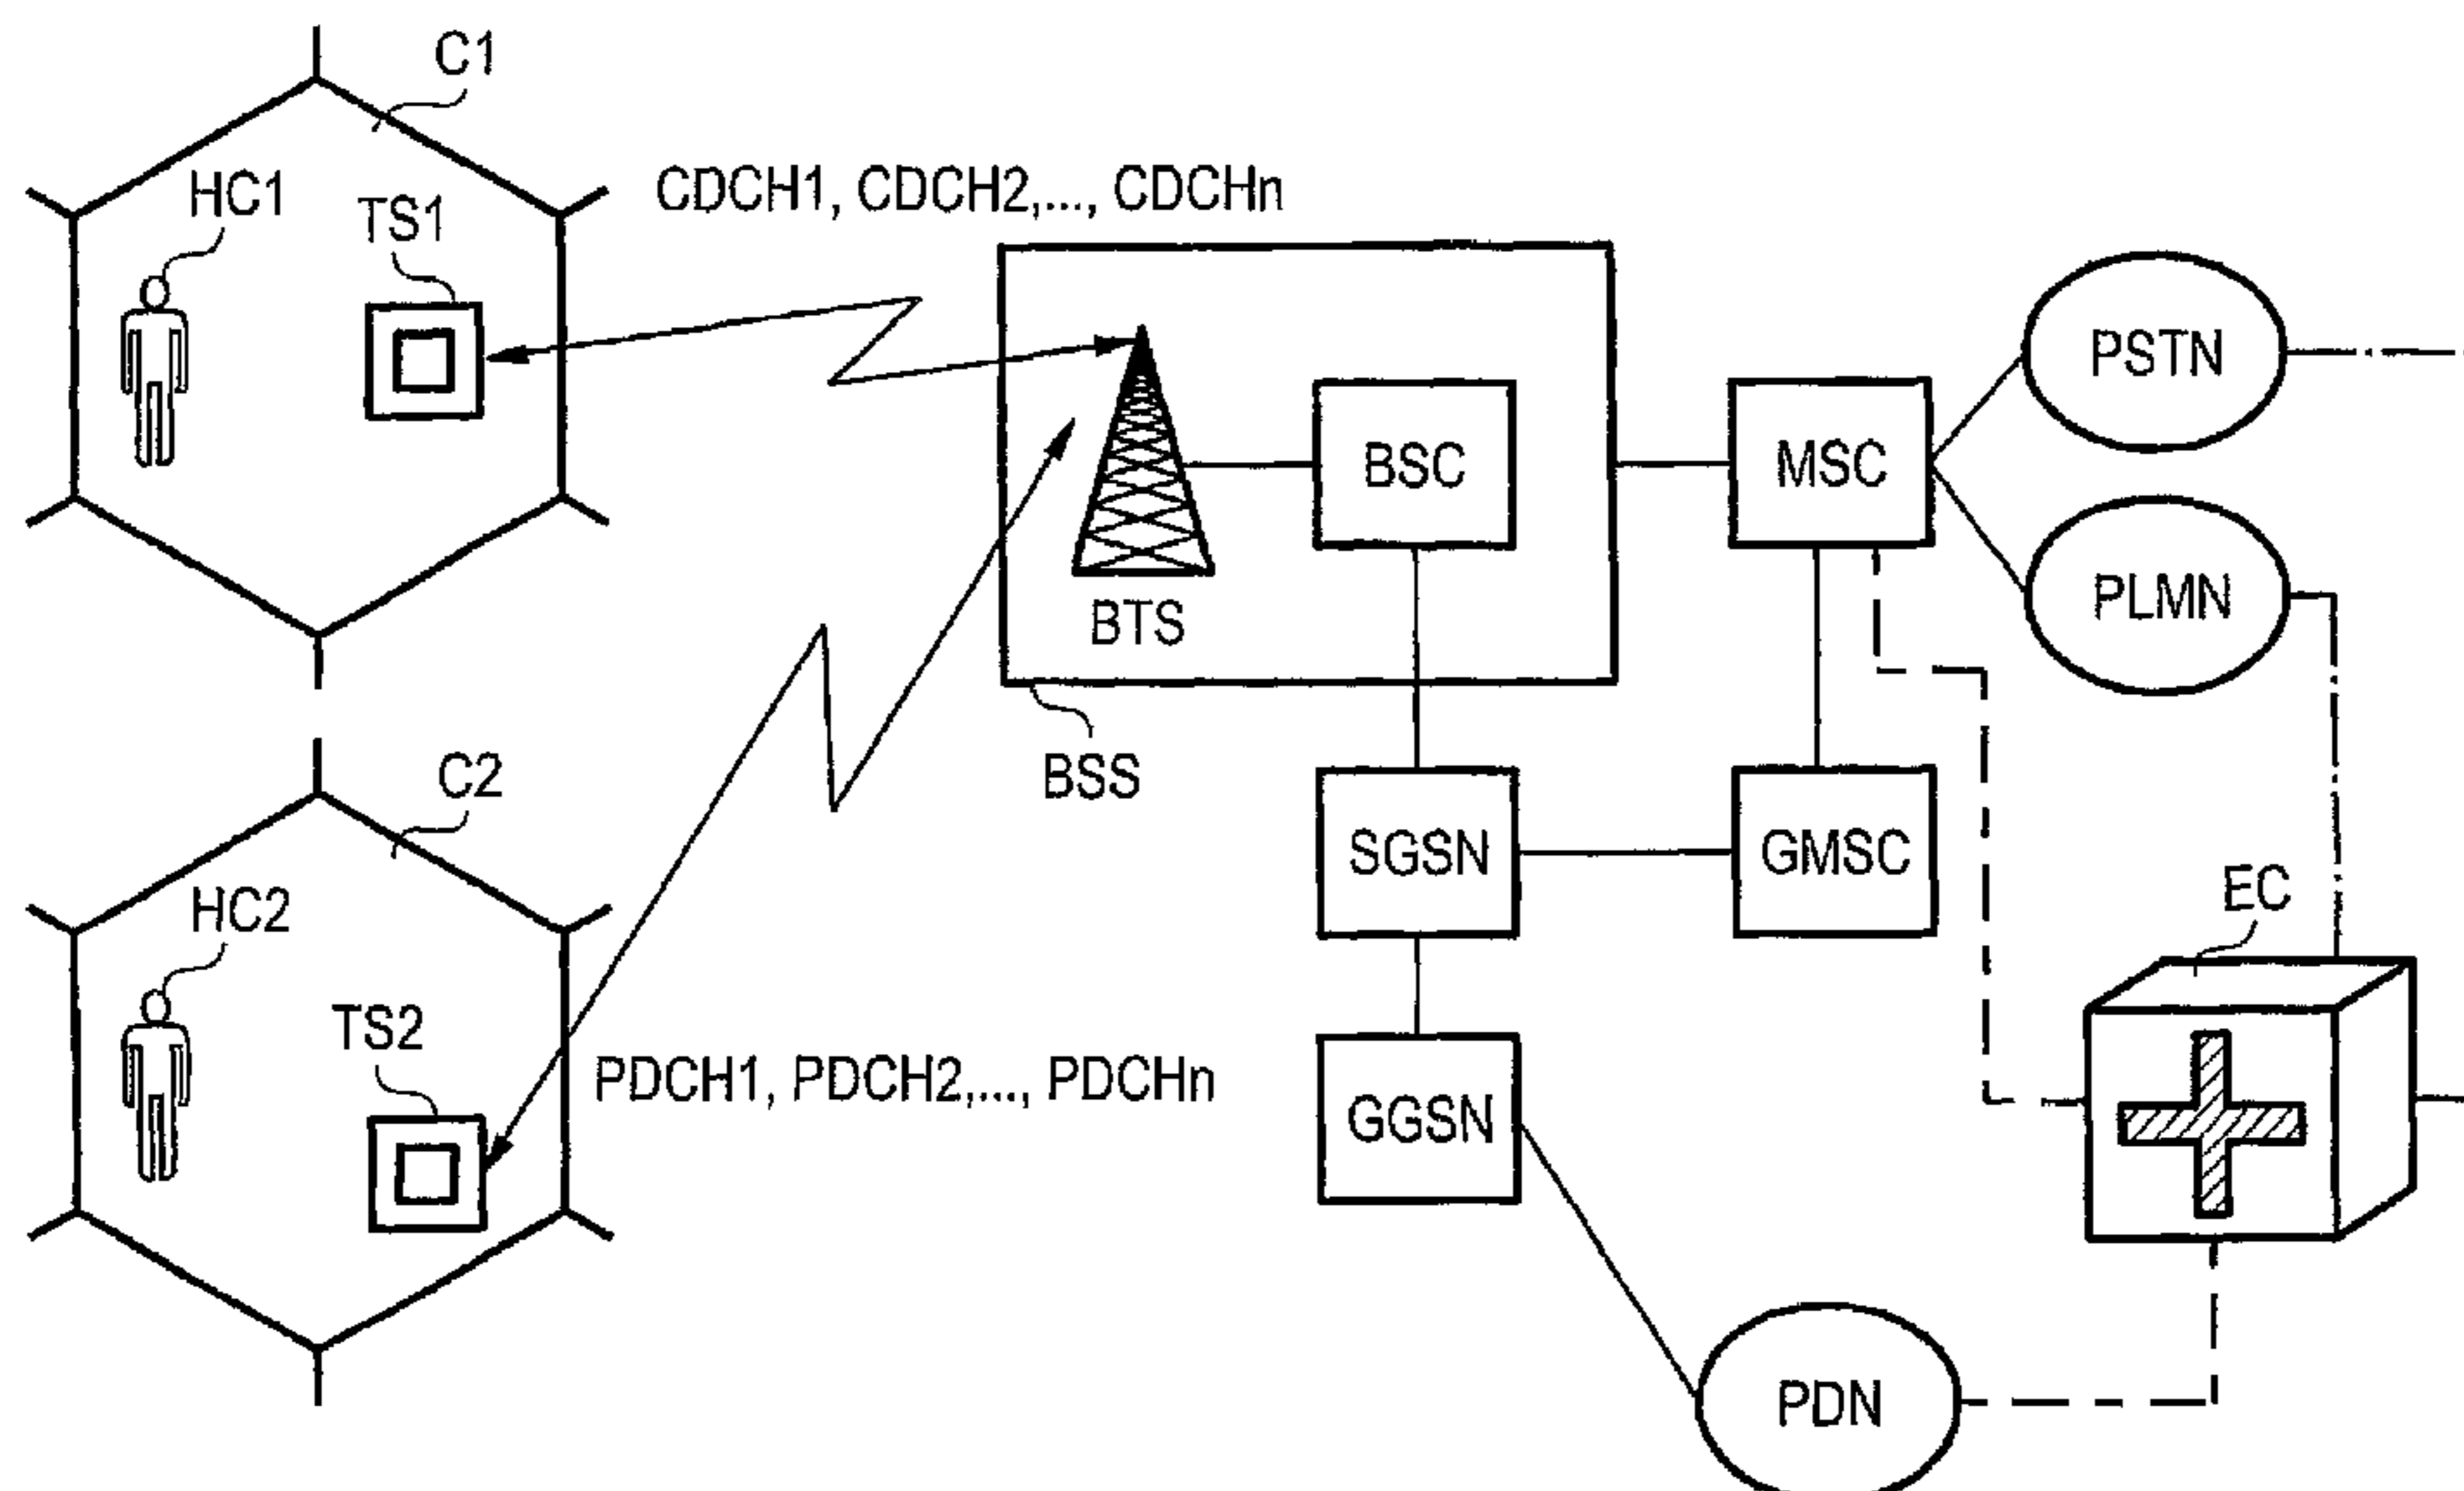 C1
HC1
TS1
CDCH1, CDCH2,..., CDCHn
PSTN
BSC
MSC
PLMN
BTS
BSS
C2
SGSN
GMSC
EC
HC2
TS2
PDCH1, PDCH2,..., PDCHn
GGSN
PDN